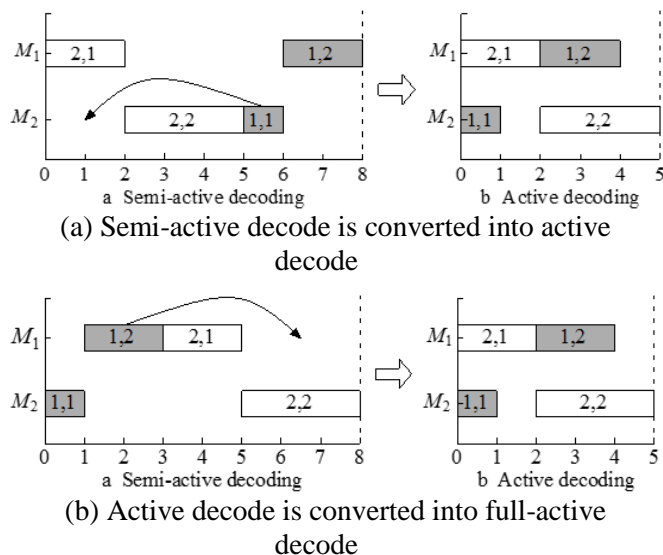 M1
2,1
1,2
M2
2,2
1,1
0 1 2 3 4 5 6 7 8
a Semi-active decoding
2,1
1,2
-1,1
2,2
0 1 2 3 4 5
b Active decoding
(a) Semi-active decode is converted into active
decode
M1
1,2
2,1
M2
1,1
2,2
0 1 2 3 4 5 6 7 8
a Semi-active decoding
M1
2,1
1,2
M2
-1,1
2,2
0 1 2 3 4 5
b Active decoding
(b) Active decode is converted into full-active
decode